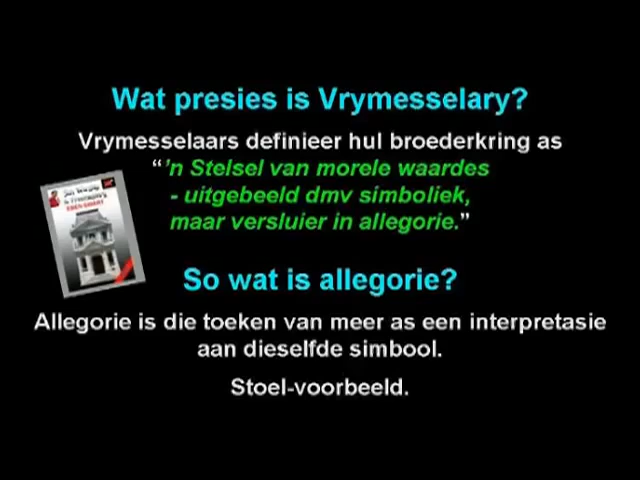 Wat presies is Vrymesselary?
Vrymesselaars definieer hul broederkring as
“’n Stelsel van morele waardes
- uitgebeeld dmv simboliek,
maar versluier in allegorie.”
So wat is allegorie?
Allegorie is die toeken van meer as een interpretasie
aan dieselfde simbool.
Stoel-voorbeeld.